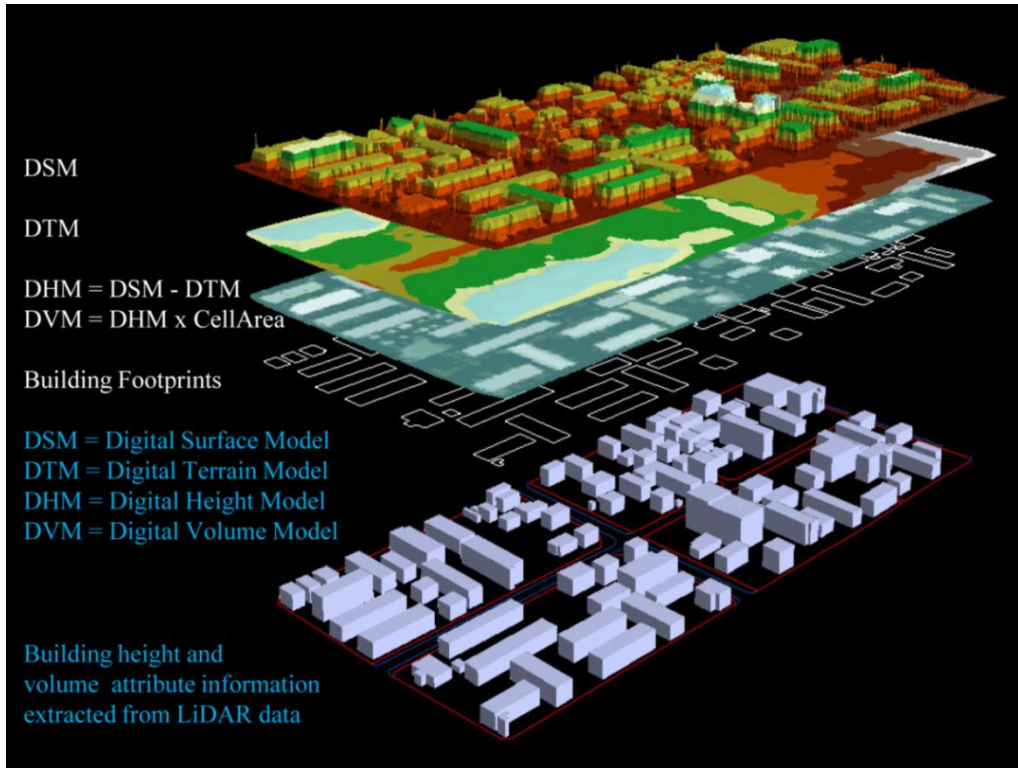 DSM
DTM
DHM = DSM - DTM
DVM = DHM x CellArea
Building Footprints
DSM = Digital Surface Model
DTM = Digital Terrain Model
DHM = Digital Height Model
DVM = Digital Volume Model
Building height and
volume attribute information
extracted from LiDAR data